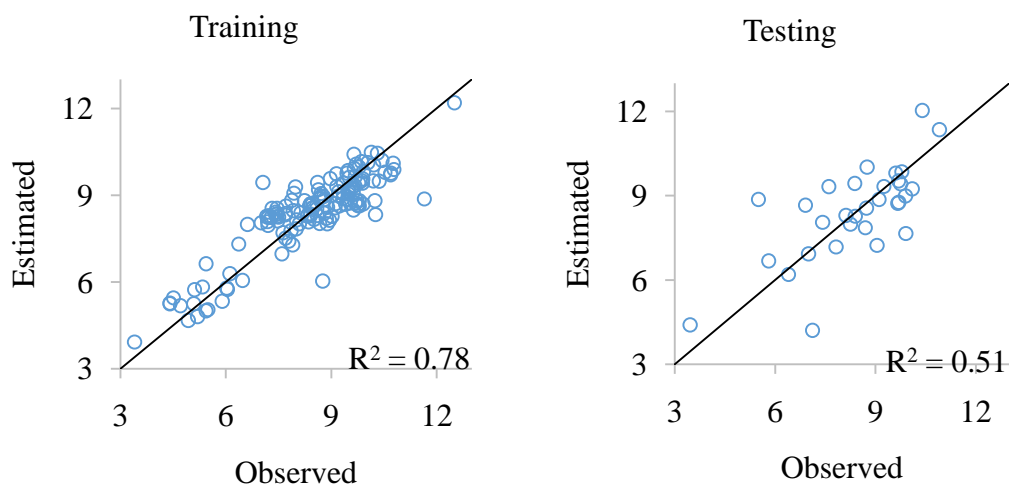 Training
12
9
6
3
Estimated
R² = 0.78
3 6 9 12
Observed
Testing
12
9
6
3
Estimated
R² = 0.51
3 6 9 12
Observed